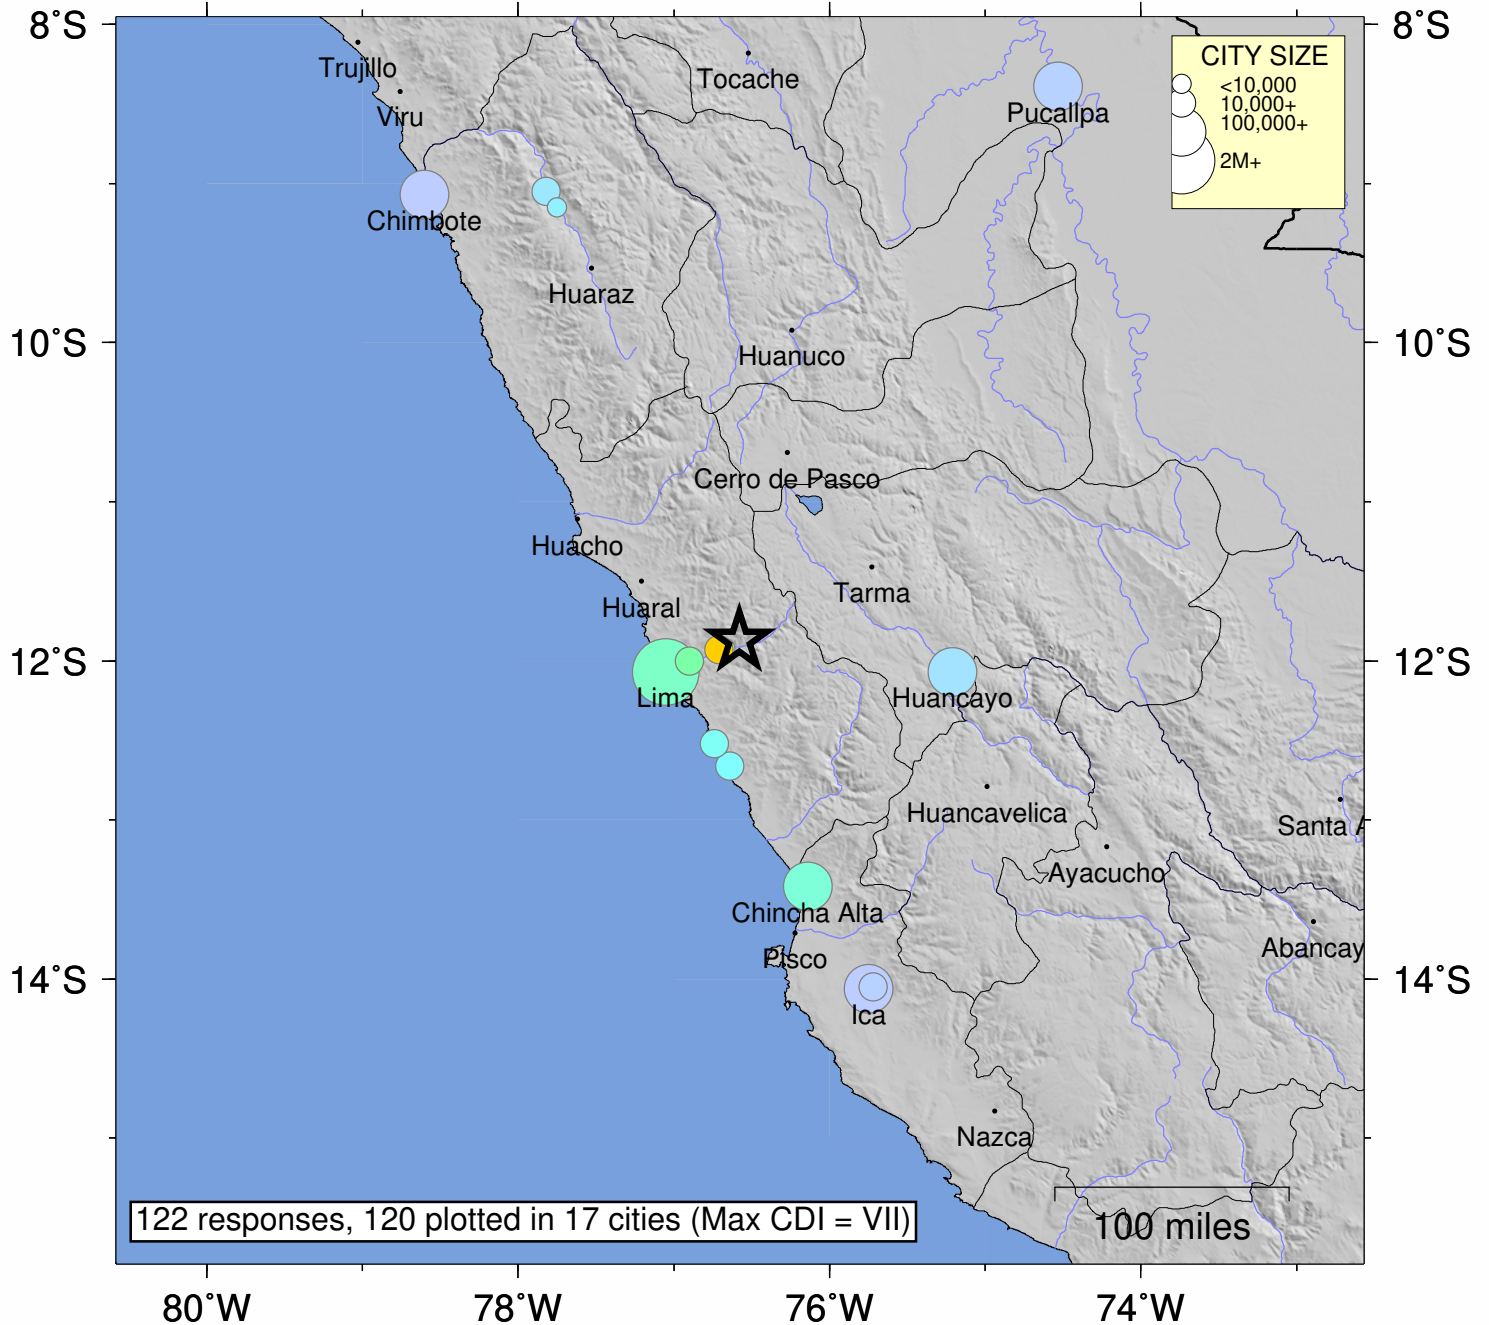 8°S
8°S
CITY SIZE
<10,000
10,000+
100,000+
2M+
Trujillo
Tocache
Viru
Pucallpa
Chimbote
Huaraz
10°S
10°S
Huanuco
Cerro de Pasco
Huacho
Tarma
Huaral
12°S
12°S
Lima
Huancayo
Huancavelica
Santa A
Ayacucho
Chincha Alta
Abancay
Pisco
14°S
14°S
Ica
Nazca
122 responses, 120 plotted in 17 cities (Max CDI = VII)
100 miles
80°W
78°W
76°W
74°W